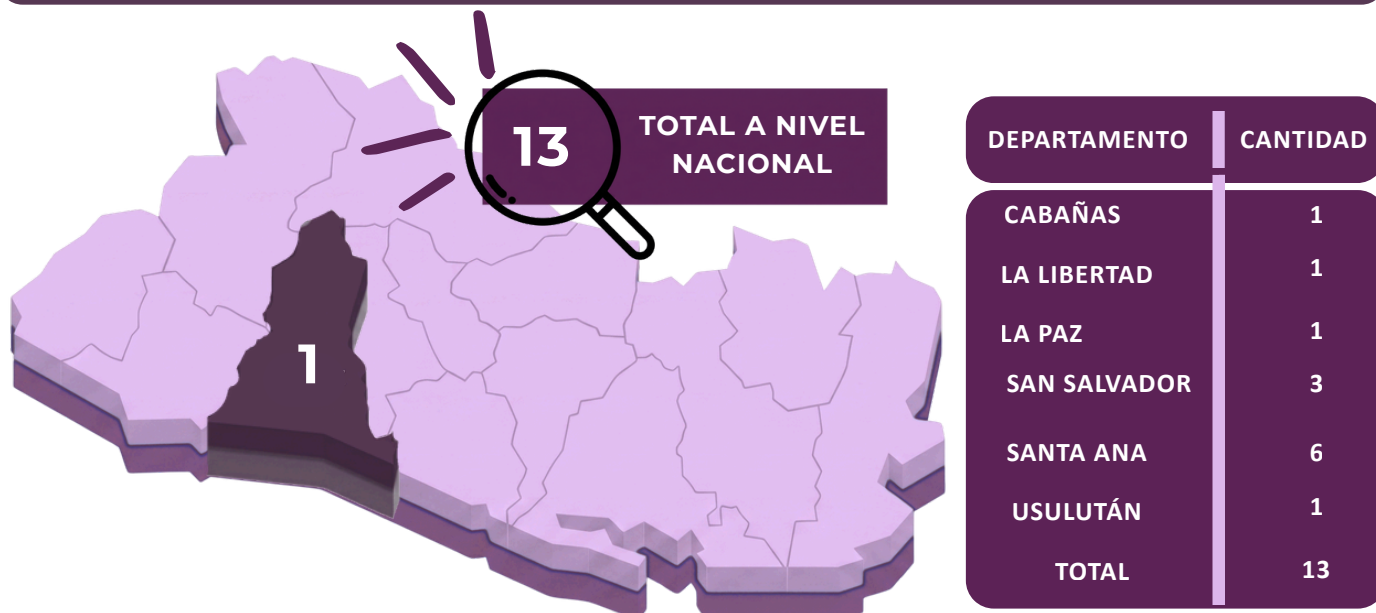 13
TOTAL A NIVEL
NACIONAL
1
DEPARTAMENTO CANTIDAD
CABAÑAS 1
LA LIBERTAD 1
LA PAZ 1
SAN SALVADOR 3
SANTA ANA 6
USULUTÁN 1
TOTAL 13